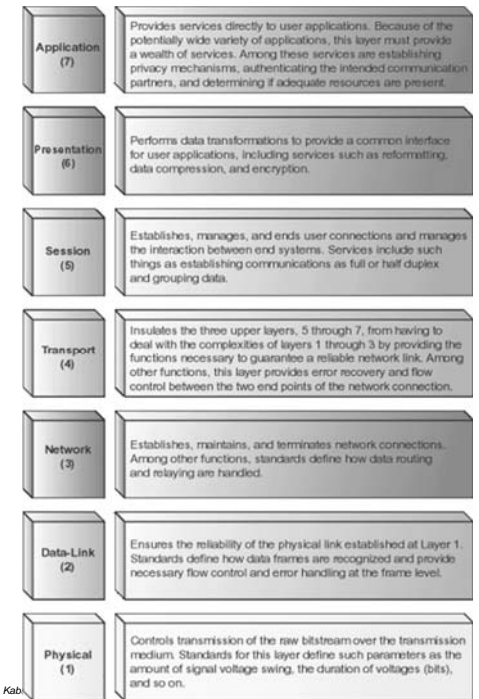 Application
(7)
Provides services directly to user applications. Because of the
potentially wide variety of applications, this layer must provide
a wealth of services. Among these services are establishing
privacy mechanisms, authenticating the intended communication
partners, and determining if adequate resources are present.
Presentation
(6)
Performs data transformations to provide a common interface
for user applications, including services such as reformatting,
data compression, and encryption.
Session
(5)
Establishes, manages, and ends user connections and manages
the interaction between end systems. Services include such
things as establishing communications as full or half duplex
and grouping data.
Transport
(4)
Insulates the three upper layers, 5 through 7, from having to
deal with the complexities of layers 1 through 3 by providing the
functions necessary to guarantee a reliable network link. Among
other functions, this layer provides error recovery and flow
control between the two end points of the network connection.
Network
(3)
Establishes, maintains, and terminates network connections.
Among other functions, standards define how data routing
and relaying are handled.
Data-Link
(2)
Ensures the reliability of the physical link established at Layer 1.
Standards define how data frames are recognized and provide
necessary flow control and error handling at the frame level.
Physical
(1)
Controls transmission of the raw bitstream over the transmission
medium. Standards for this layer define such parameters as the
amount of signal voltage swing, the duration of voltages (bits),
and so on.
Kab